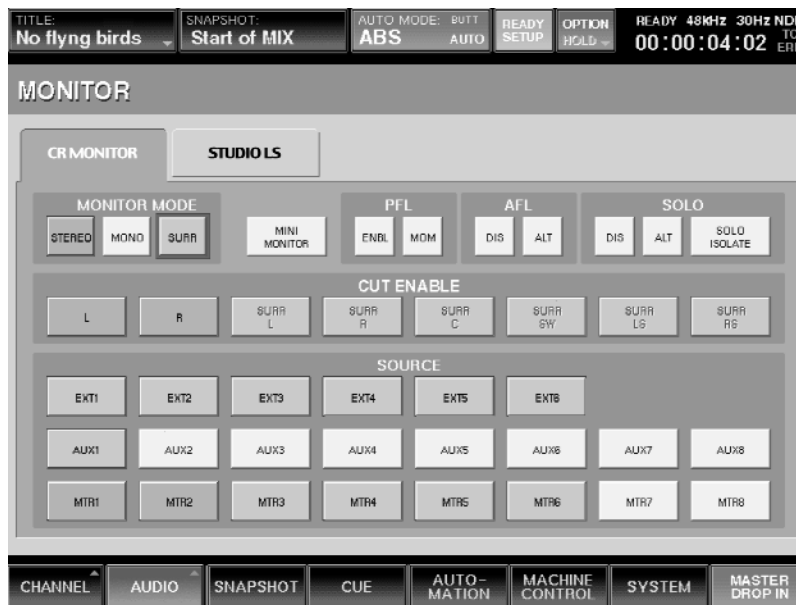 TITLE:
No flyng birds
SNAPSHOT:
Start of MIX
AUTO MODE: BUTT
ABS AUTO
READY
SETUP
OPTION
HOLD
READY 48KHz 30Hz ND
00:00:04:02
MONITOR
CR MONITOR
STUDIO LS
MONITOR MODE
STEREO
MONO
SURR
MINI
MONITOR
PFL
ENBL
MOM
AFL
DIS
ALT
SOLO
DIS
ALT
SOLO
ISOLATE
CUT ENABLE
L
R
SURR
L
SURR
R
SURR
C
SURR
SW
SURR
LS
SURR
RS
SOURCE
EXT1
EXT2
EXT3
EXT4
EXT5
EXT6
AUX1
AUX2
AUX3
AUX4
AUX5
AUX6
AUX7
AUX8
MTR1
MTR2
MTR3
MTR4
MTR5
MTR6
MTR7
MTR8
CHANNEL
AUDIO
SNAPSHOT
CUE
AUTO-
MATION
MACHINE
CONTROL
SYSTEM
MASTER
DROP IN